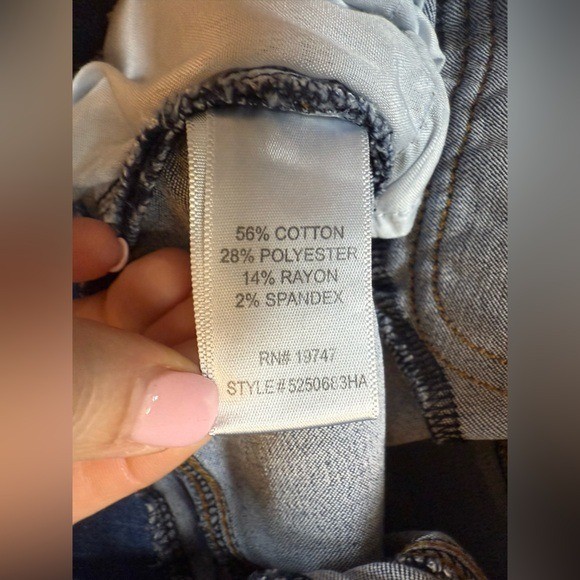 56% COTTON
28% POLYESTER
14% RAYON
2% SPANDEX
RN# 19747
STYLE# 5250683HA